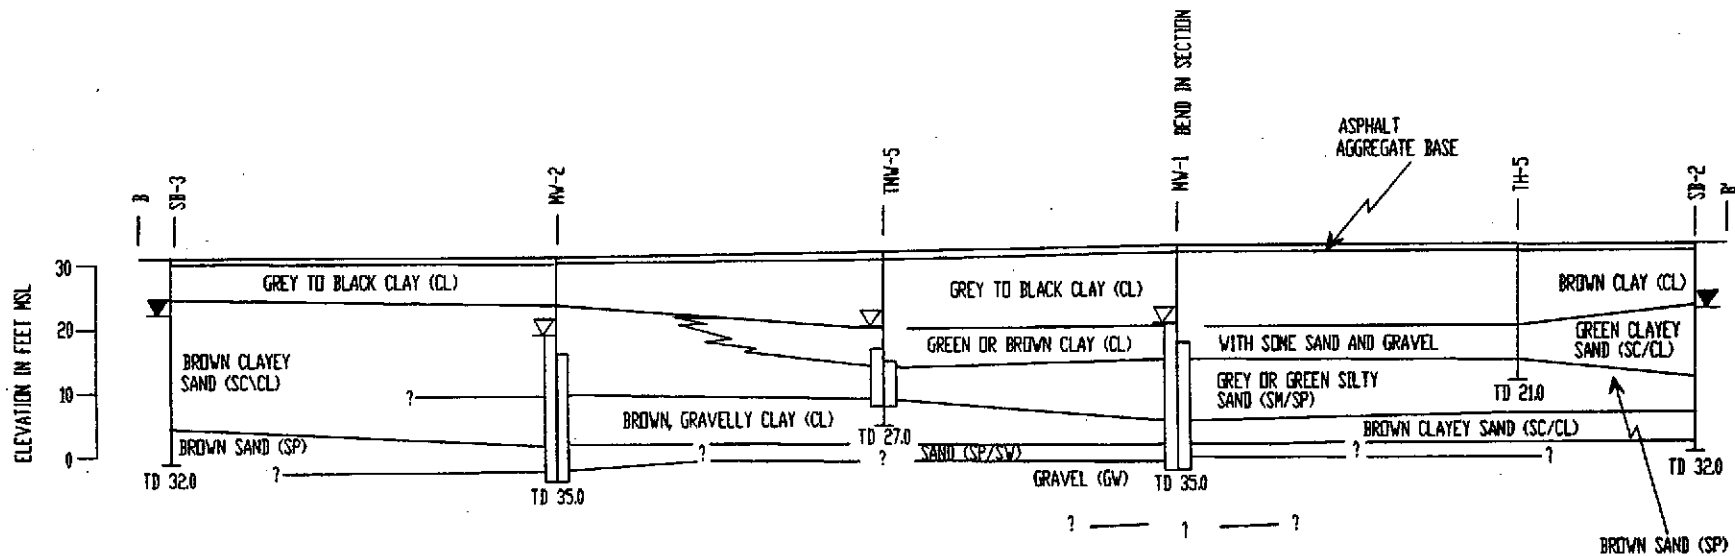 BEND IN SECTION
ASPHALT
AGGREGATE BASE
B
SB-3
MW-2
TMW-5
MW-1
TH-5
SB-2
B'
ELEVATION IN FEET MSL
30
20
10
0
GREY TO BLACK CLAY (CL)
GREY TO BLACK CLAY (CL)
BROWN CLAY (CL)
GREEN OR BROWN CLAY (CL)
WITH SOME SAND AND GRAVEL
GREEN CLAYEY
SAND (SC/CL)
BROWN CLAYEY
SAND (SC\CL)
GREY OR GREEN SILTY
SAND (SM/SP)
TD 21.0
?
BROWN, GRAVELLY CLAY (CL)
TD 27.0
BROWN CLAYEY SAND (SC/CL)
BROWN SAND (SP)
?
?
SAND (SP/SW)
?
?
TD 32.0
?
TD 35.0
GRAVEL (GW)
?
TD 35.0
TD 32.0
? ? ?
BROWN SAND (SP)